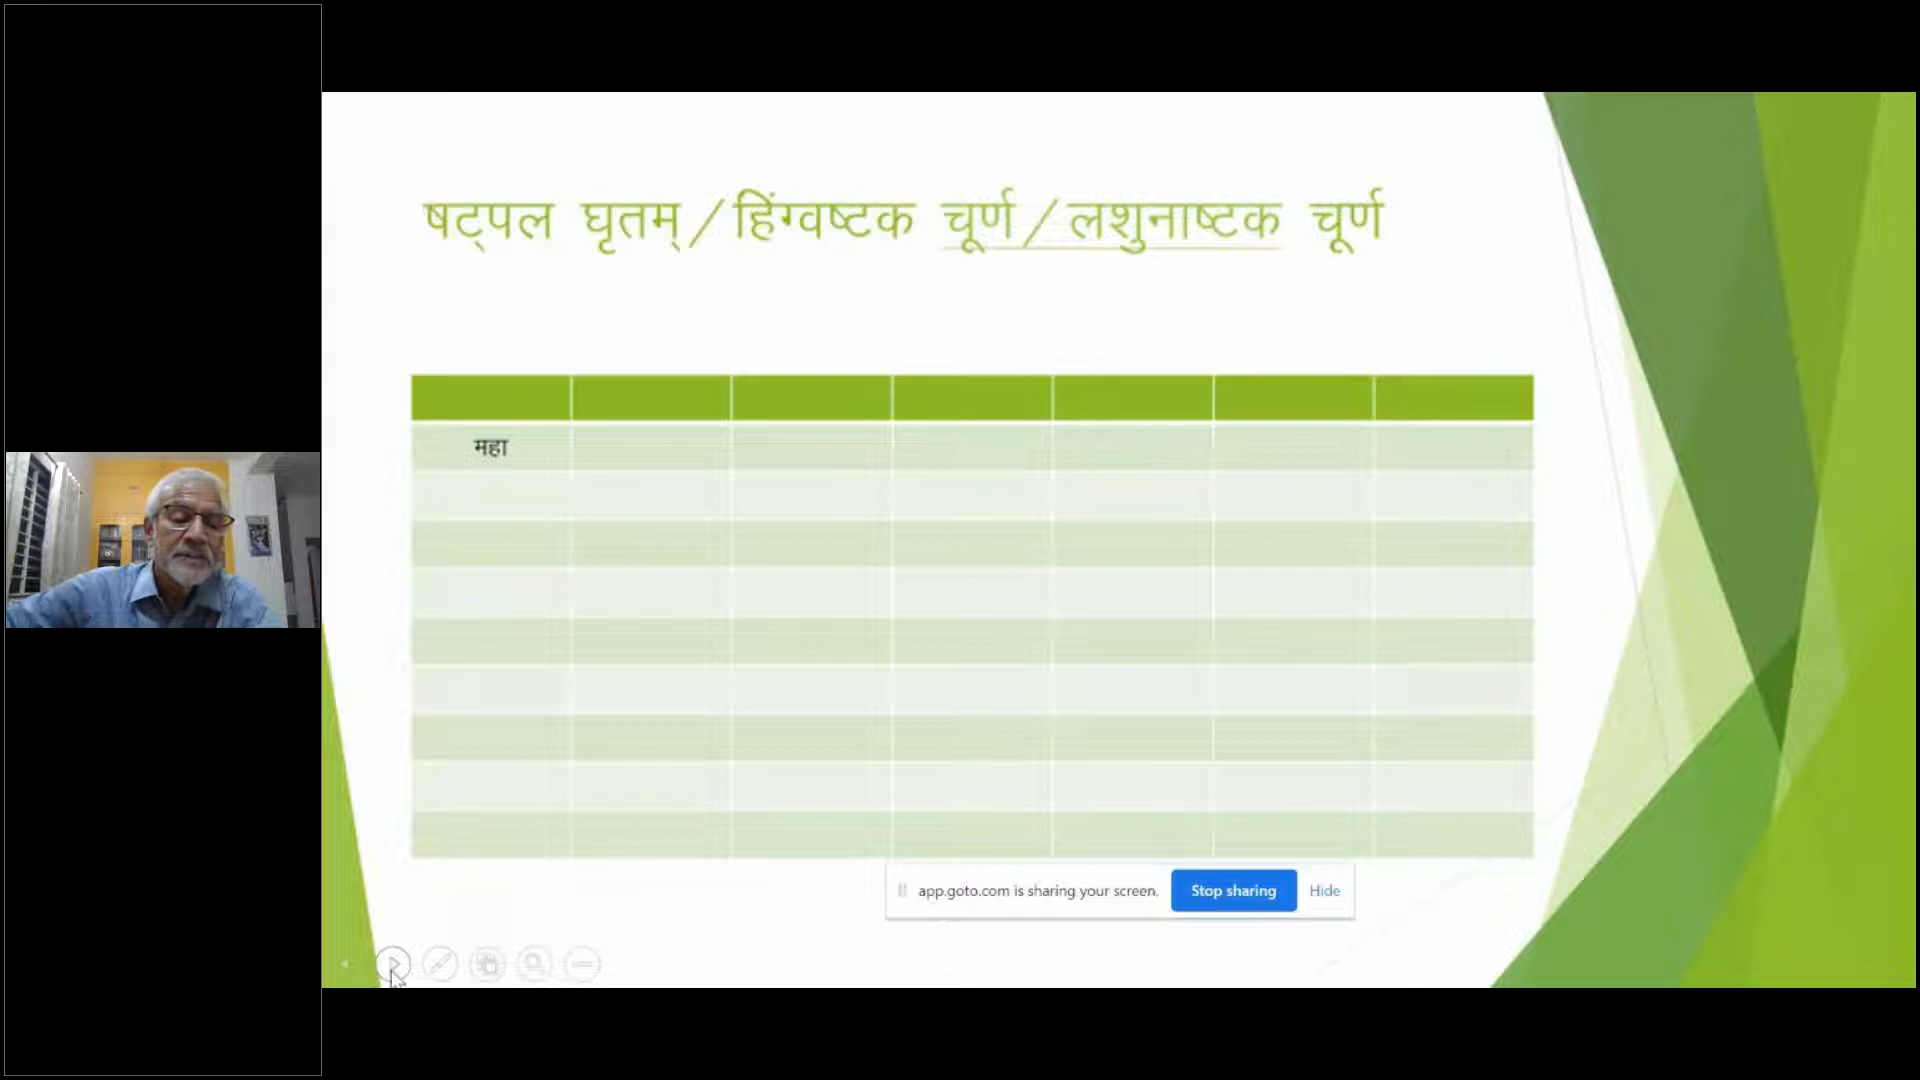 षट्पल घृतम्/हिंग्वष्टक चूर्ण/लशुनाष्टक चूर्ण
महा
app.goto.com is sharing your screen. Stop sharing Hide